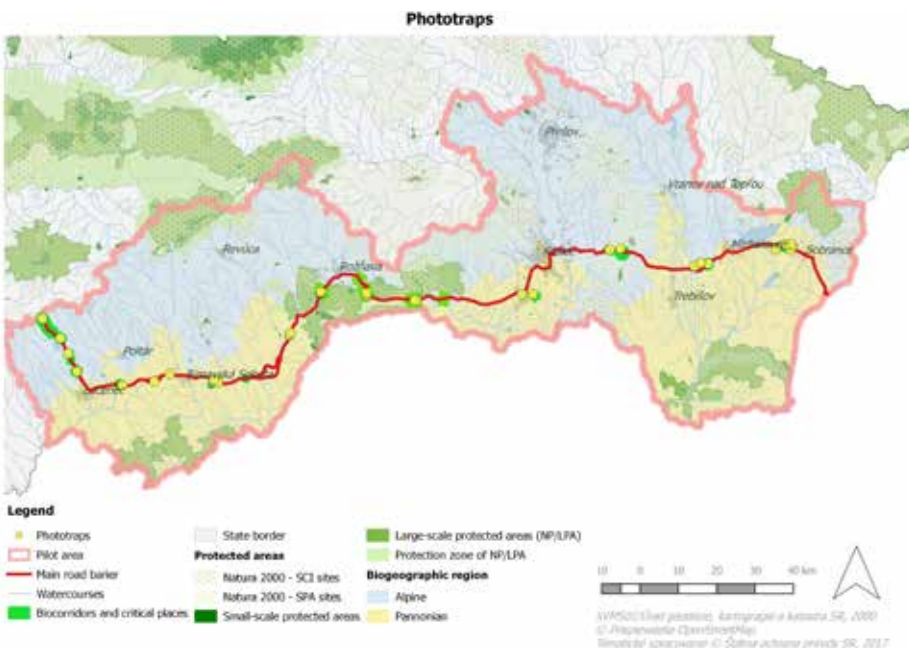 Phototraps
Prešov
Vranov nad Topľou
Revúca
Rožňava
Sobrance
Trebišov
Poltár
Legend
Phototraps
Pilot area
Main road barier
Watercourses
Biocorridors and critical places
State border
Protected areas
Natura 2000 - SCI sites
Natura 2000 - SPA sites
Small-scale protected areas
Large-scale protected areas (NP/LPA)
Protection zone of NP/LPA
Biogeographic region
Alpine
Pannonian
10 0 10 20 30 40 km